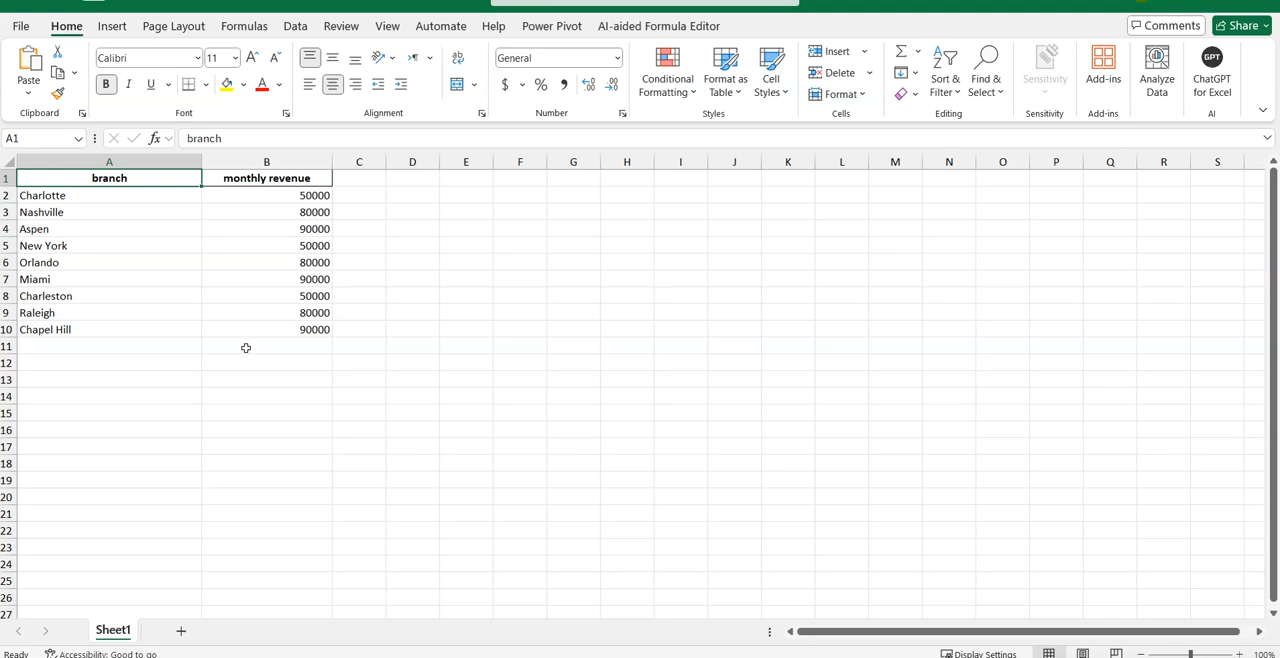 File Home Insert Page Layout Formulas Data Review View Automate Help Power Pivot AI-aided Formula Editor Comments Share
Paste
Clipboard
Calibri 11 A A
B I U A
Font
ab
Alignment
General
$ % ,
Number
Conditional Formatting
Format as Table
Cell Styles
Styles
Insert
Delete
Format
Cells
Sort & Filter
Find & Select
Editing
Sensitivity
Sensitivity
Add-ins
Add-ins
Analyze Data
GPT
ChatGPT for Excel
AI
A1 fx branch
A B C D E F G H I J K L M N O P Q R S
1 branch monthly revenue
2 Charlotte 50000
3 Nashville 80000
4 Aspen 90000
5 New York 50000
6 Orlando 80000
7 Miami 90000
8 Charleston 50000
9 Raleigh 80000
10 Chapel Hill 90000
11
12
13
14
15
16
17
18
19
20
21
22
23
24
25
26
27
Sheet1
Ready Accessibility: Good to go Display Settings 100%